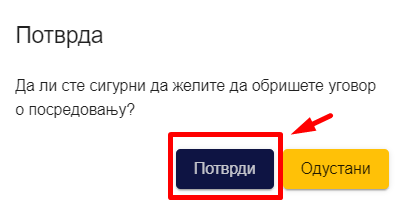 Потврда
Да ли сте сигурни да желите да обришете уговор
о посредовању?
Потврди Одустани